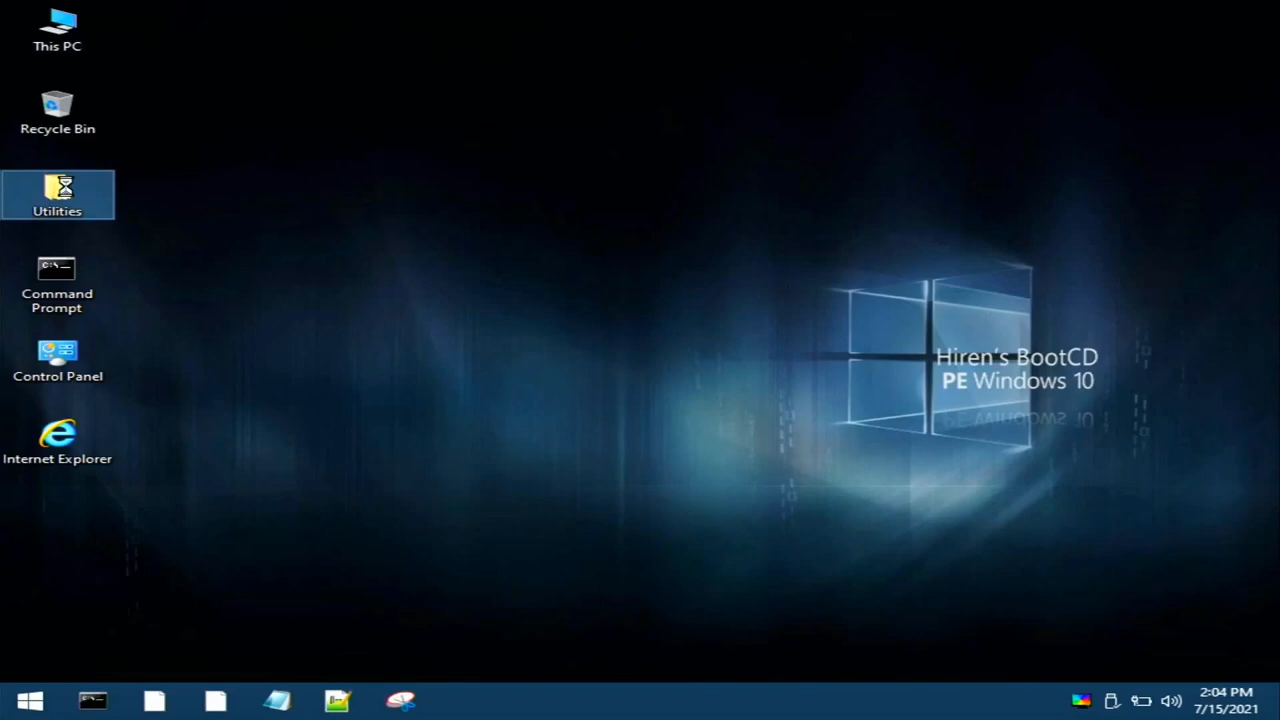 This PC
Recycle Bin
Utilities
Command
Prompt
Control Panel
Internet Explorer
Hiren's BootCD
PE Windows 10
2:04 PM
7/15/2021